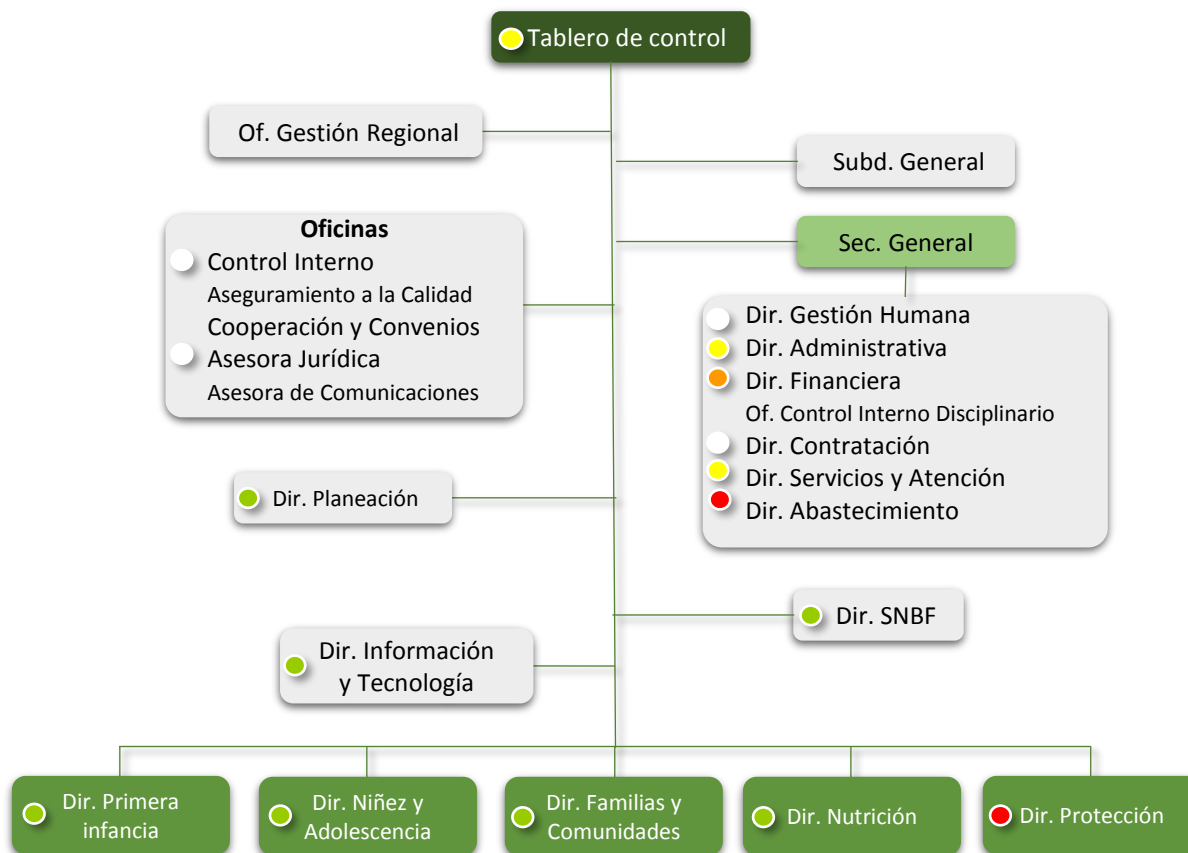 Tablero de control
Of. Gestión Regional
Subd. General
Oficinas
Control Interno
Aseguramiento a la Calidad
Cooperación y Convenios
Asesora Jurídica
Asesora de Comunicaciones
Sec. General
Dir. Gestión Humana
Dir. Administrativa
Dir. Financiera
Of. Control Interno Disciplinario
Dir. Contratación
Dir. Servicios y Atención
Dir. Abastecimiento
Dir. Planeación
Dir. SNBF
Dir. Información
y Tecnología
Dir. Primera
infancia
Dir. Niñez y
Adolescencia
Dir. Familias y
Comunidades
Dir. Nutrición
Dir. Protección